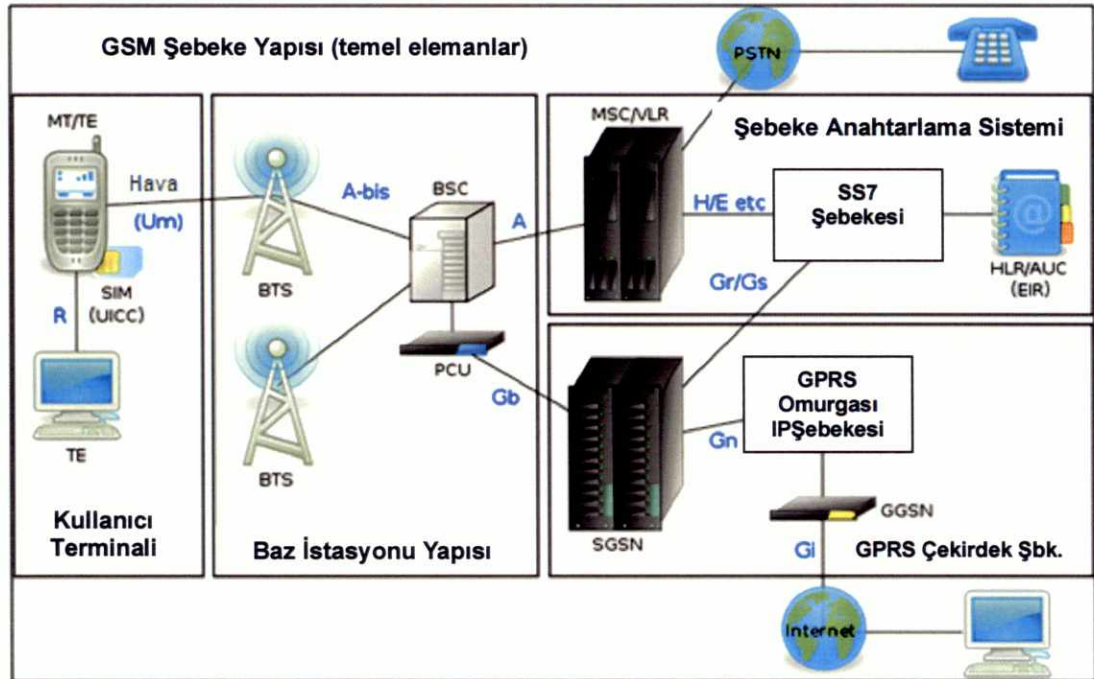 GSM Şebeke Yapısı (temel elemanlar)
PSTN
MT/TE
Hava
(Um)
SIM
(UICC)
R
TE
Kullanıcı
Terminali
A-bis
BTS
BSC
A
PCU
Gb
BTS
Baz İstasyonu Yapısı
MSC/VLR
Şebeke Anahtarlama Sistemi
H/E etc
SS7
Şebekesi
HLR/AUC
(EIR)
Gr/Gs
GPRS
Omurgası
IPŞebekesi
Gn
SGSN
GGSN
Gi
GPRS Çekirdek Şbk.
Internet